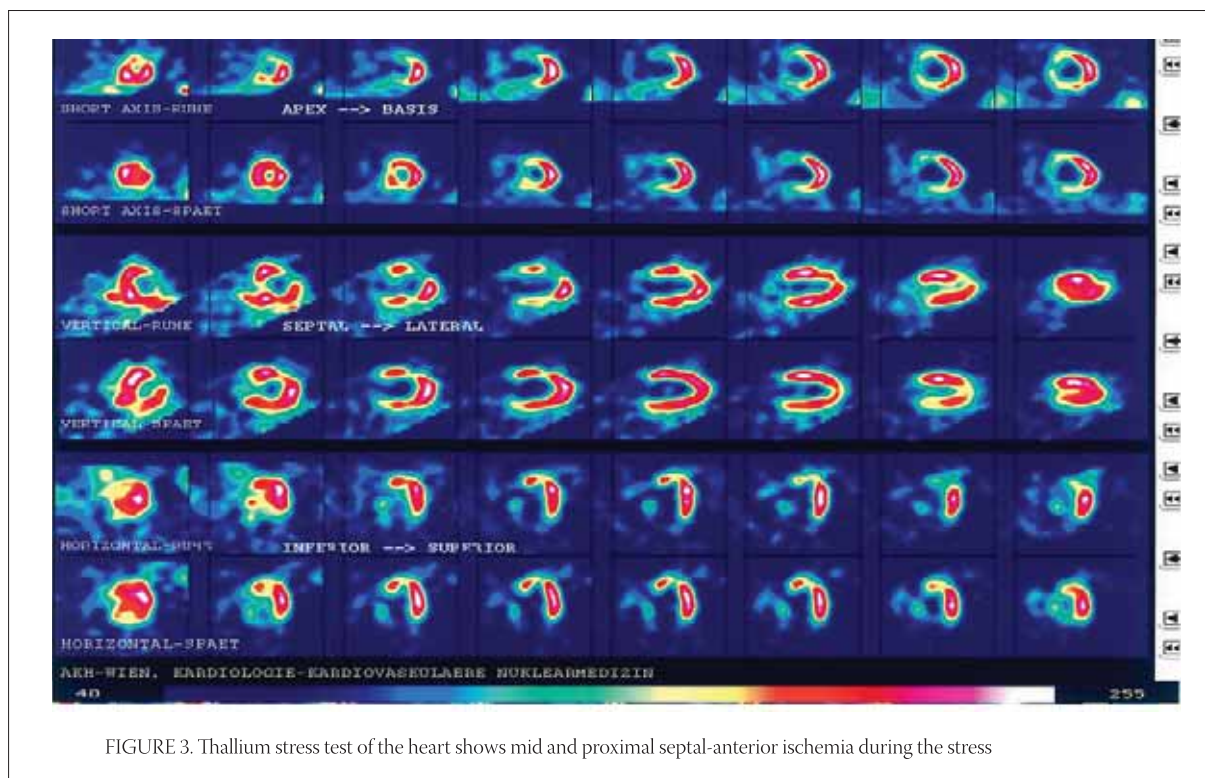 SHORT AXIS-RUHE APEX --> BASIS
SHORT AXIS-SPAET
VERTICAL-RUHE SEPTAL --> LATERAL
VERTICAL-SPAET
HORIZONTAL-RUHE INFERIOR --> SUPERIOR
HORIZONTAL-SPAET
AKH-WIEN, KARDIOLOGIE-KARDIOVASKULAERE NUKLEARMEDIZIN
40 255
FIGURE 3. Thallium stress test of the heart shows mid and proximal septal-anterior ischemia during the stress